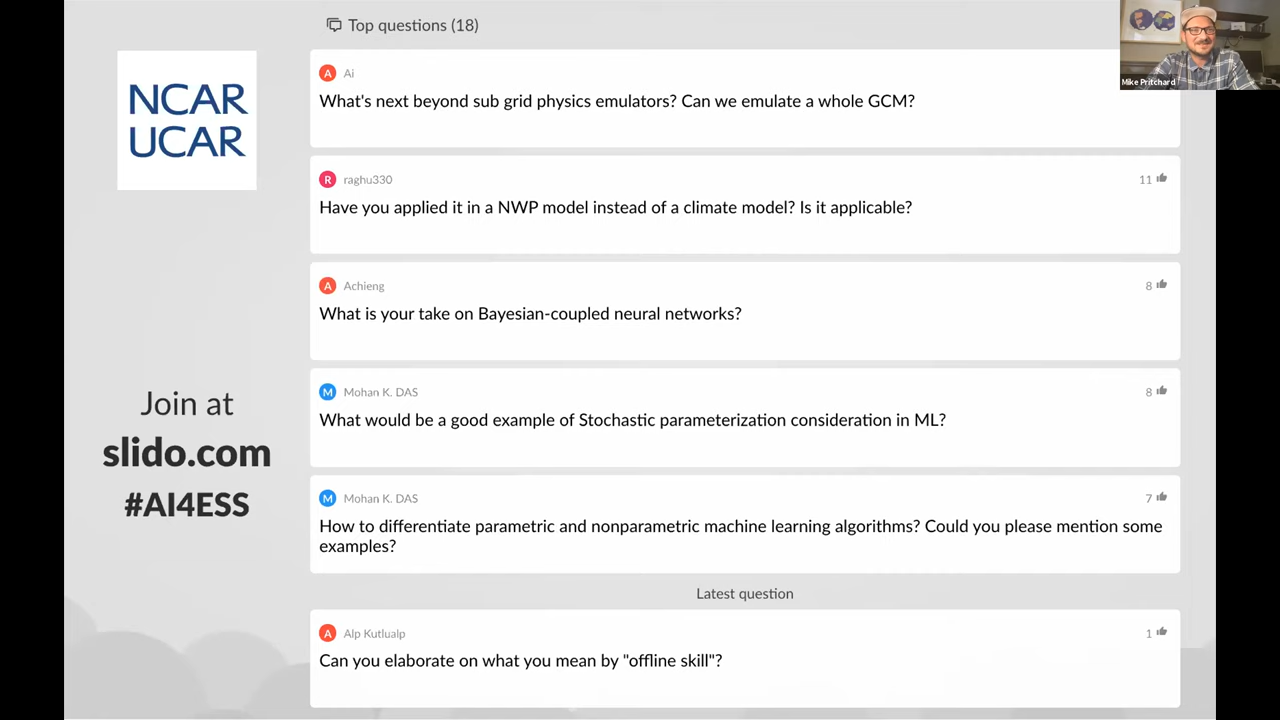 Top questions (18)
NCAR
UCAR
Mike Pritchard
A Ai
What's next beyond sub grid physics emulators? Can we emulate a whole GCM?
R raghu330 11
Have you applied it in a NWP model instead of a climate model? Is it applicable?
A Achieng 8
What is your take on Bayesian-coupled neural networks?
M Mohan K. DAS 8
What would be a good example of Stochastic parameterization consideration in ML?
M Mohan K. DAS 7
How to differentiate parametric and nonparametric machine learning algorithms? Could you please mention some
examples?
Join at
slido.com
#AI4ESS
Latest question
A Alp Kutlualp 1
Can you elaborate on what you mean by "offline skill"?